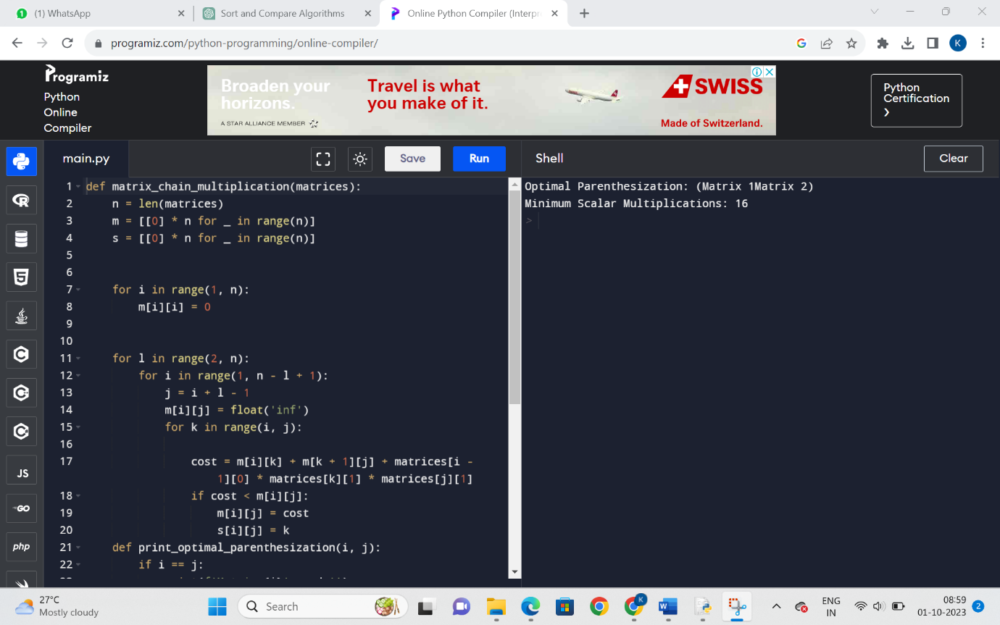 (1) WhatsApp
Sort and Compare Algorithms
Online Python Compiler (Interpr
programiz.com/python-programming/online-compiler/
K
Programiz
Python
Online
Compiler
Broaden your
horizons.
A STAR ALLIANCE MEMBER
Travel is what
you make of it.
SWISS
Made of Switzerland.
Python
Certification
main.py
Save
Run
Shell
Clear
1 def matrix_chain_multiplication(matrices):
2 n = len(matrices)
3 m = [[0] * n for _ in range(n)]
4 s = [[0] * n for _ in range(n)]
5
6
7 for i in range(1, n):
8 m[i][i] = 0
9
10
11 for l in range(2, n):
12 for i in range(1, n - l + 1):
13 j = i + l - 1
14 m[i][j] = float('inf')
15 for k in range(i, j):
16
17 cost = m[i][k] + m[k + 1][j] + matrices[i -
1][0] * matrices[k][1] * matrices[j][1]
18 if cost < m[i][j]:
19 m[i][j] = cost
20 s[i][j] = k
21 def print_optimal_parenthesization(i, j):
22 if i == j:
Optimal Parenthesization: (Matrix 1Matrix 2)
Minimum Scalar Multiplications: 16
>
R
5
C
C
C
JS
GO
php
27°C
Mostly cloudy
Search
K
ENG
IN
08:59
01-10-2023
2